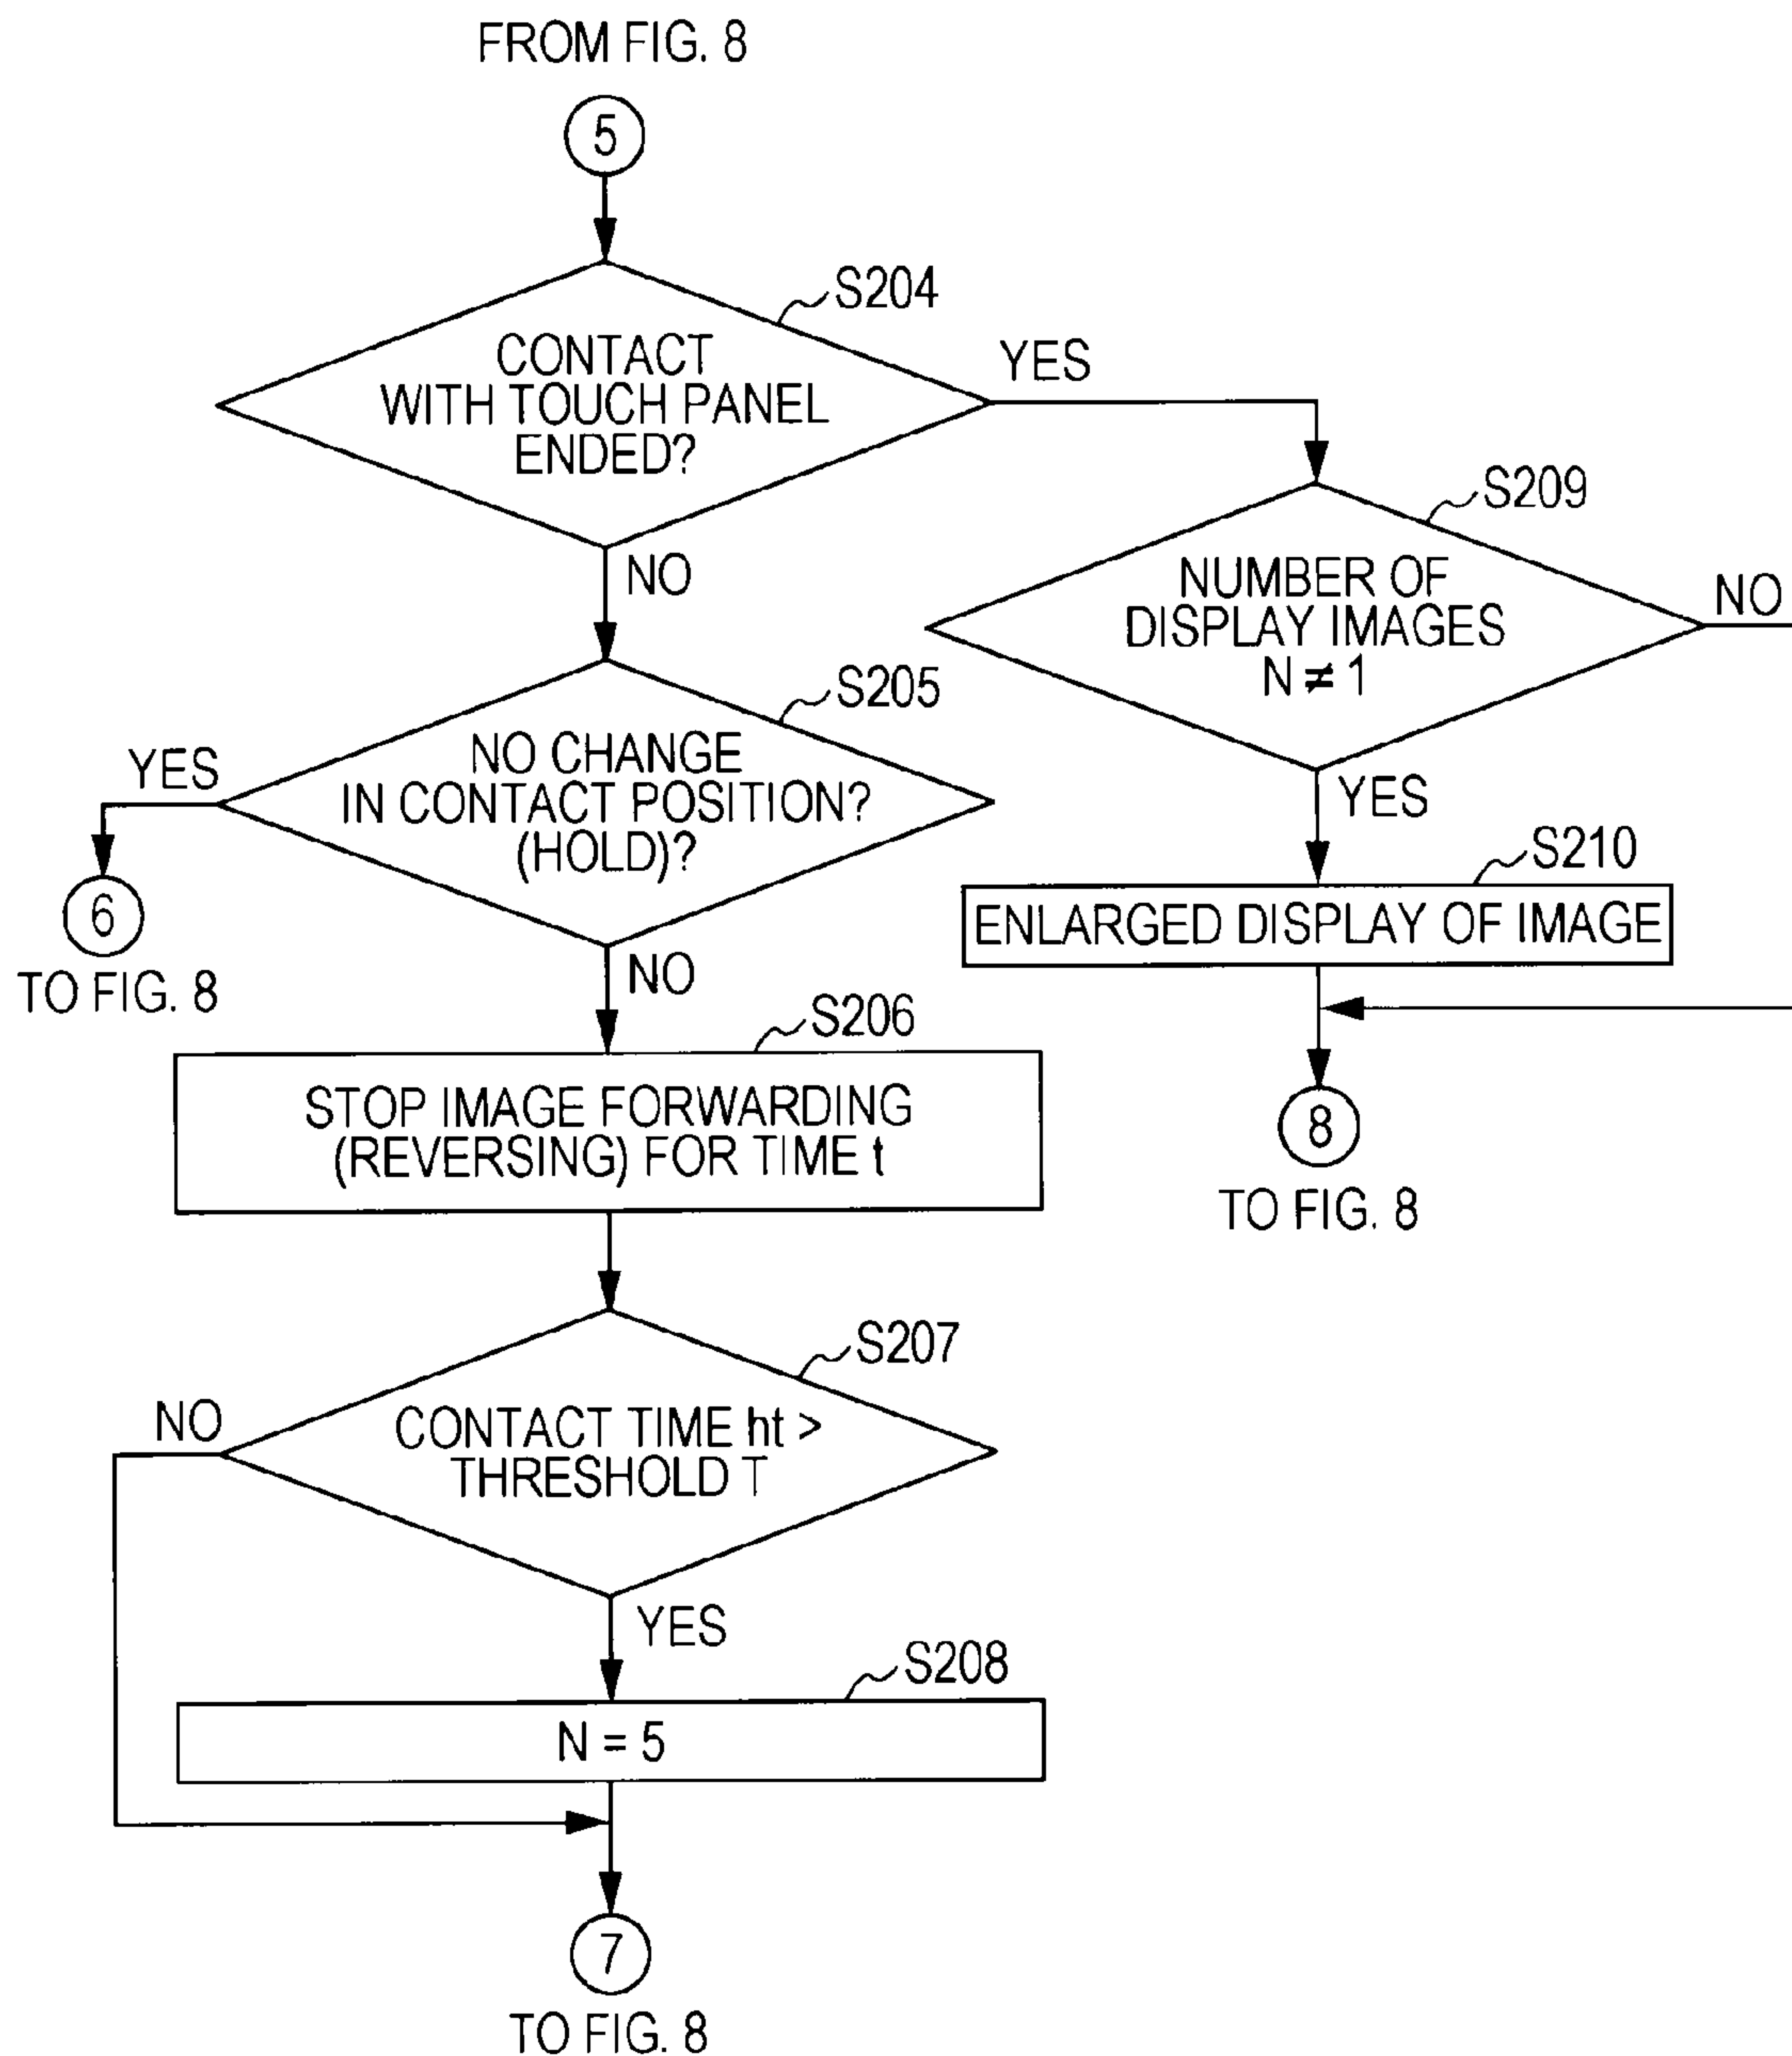 FROM FIG. 8
5
S204
CONTACT
WITH TOUCH PANEL
ENDED?
YES
NO
S209
NUMBER OF
DISPLAY IMAGES
N ≠ 1
NO
YES
S205
NO CHANGE
IN CONTACT POSITION?
(HOLD)?
YES
6
TO FIG. 8
NO
S210
ENLARGED DISPLAY OF IMAGE
8
TO FIG. 8
S206
STOP IMAGE FORWARDING
(REVERSING) FOR TIME t
S207
CONTACT TIME ht >
THRESHOLD T
NO
YES
S208
N = 5
7
TO FIG. 8